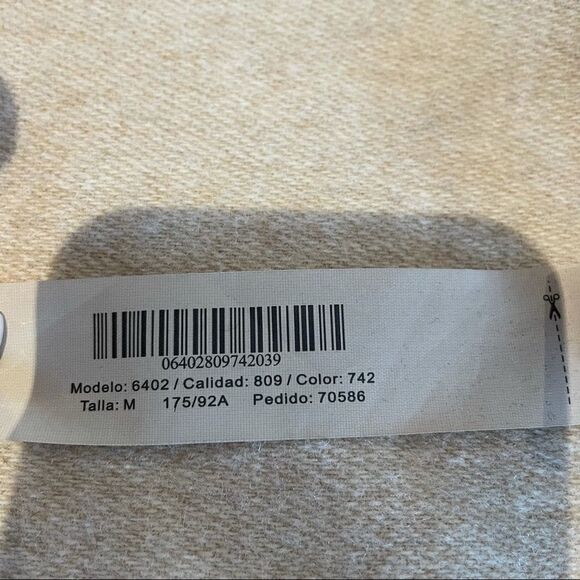 06402809742039
Modelo: 6402 / Calidad: 809 / Color: 742
Talla: M 175/92A Pedido: 70586